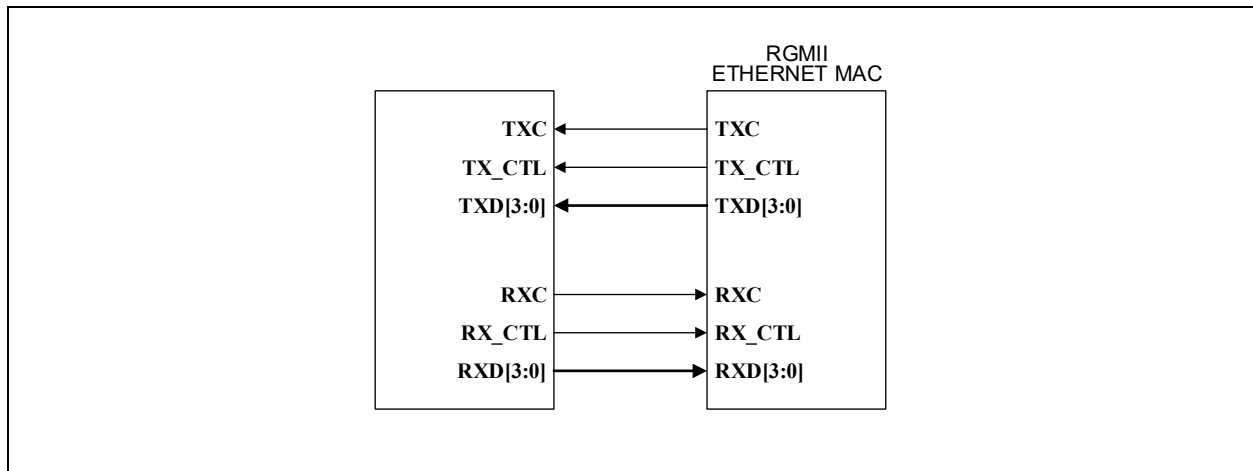 RGMII
ETHERNET MAC
TXC TXC
TX_CTL TX_CTL
TXD[3:0] TXD[3:0]
RXC RXC
RX_CTL RX_CTL
RXD[3:0] RXD[3:0]